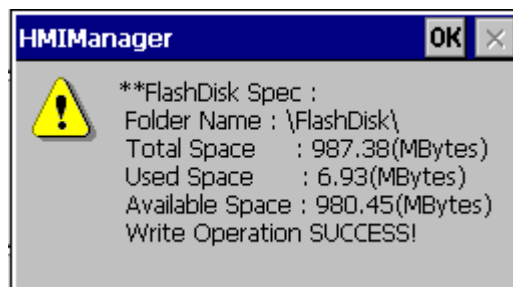 HMIManager OK
**FlashDisk Spec :
Folder Name : \FlashDisk\
Total Space : 987.38(MBytes)
Used Space : 6.93(MBytes)
Available Space : 980.45(MBytes)
Write Operation SUCCESS!